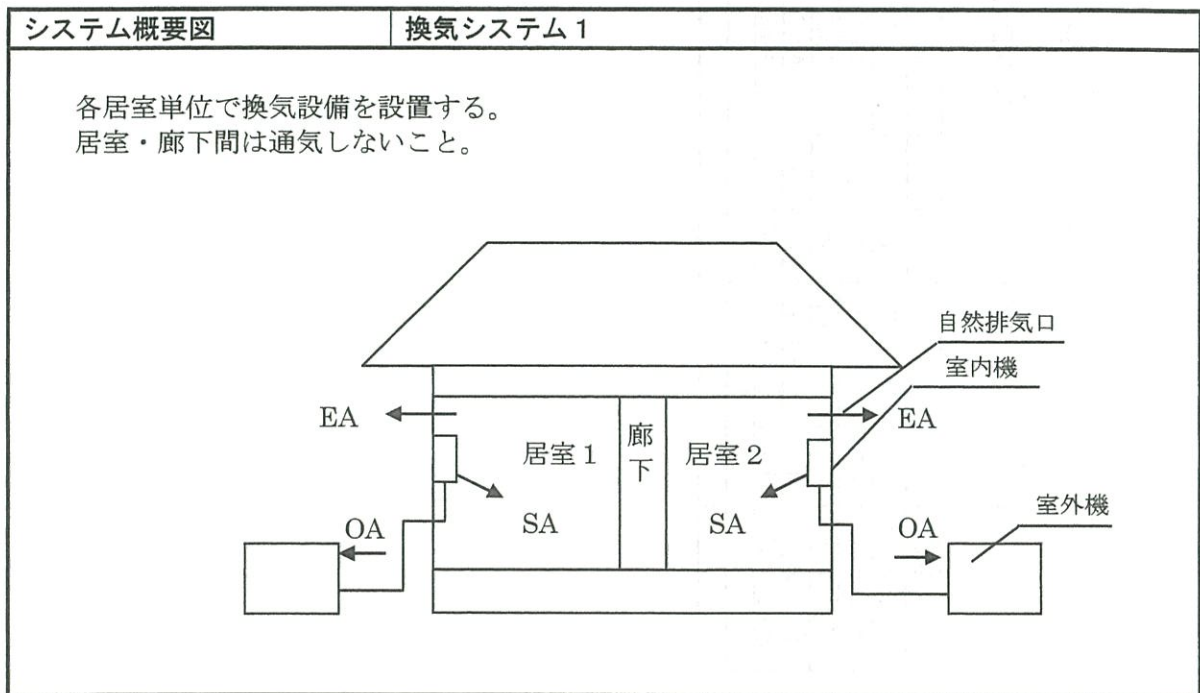 システム概要図
換気システム１
各居室単位で換気設備を設置する。
居室・廊下間は通気しないこと。
自然排気口
室内機
EA
EA
居室１
廊下
居室２
SA
SA
OA
OA
室外機